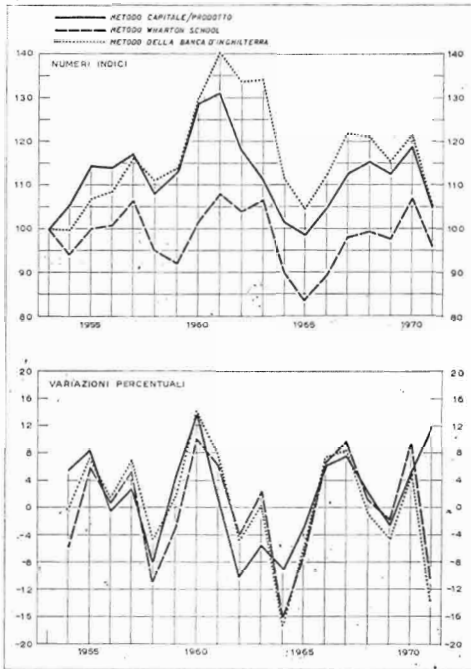 METODO CAPITALE/PRODOTTO
METODO WHARTON SCHOOL
METODO DELLA BANCA D'INGHILTERRA
NUMERI INDICI
140 140
130 130
120 120
110 110
100 100
90 90
80 80
1955 1960 1965 1970
VARIAZIONI PERCENTUALI
20 20
16 16
12 12
8 8
4 4
0 0
-4 -4
-8 -8
-12 -12
-16 -16
-20 -20
1955 1960 1965 1970